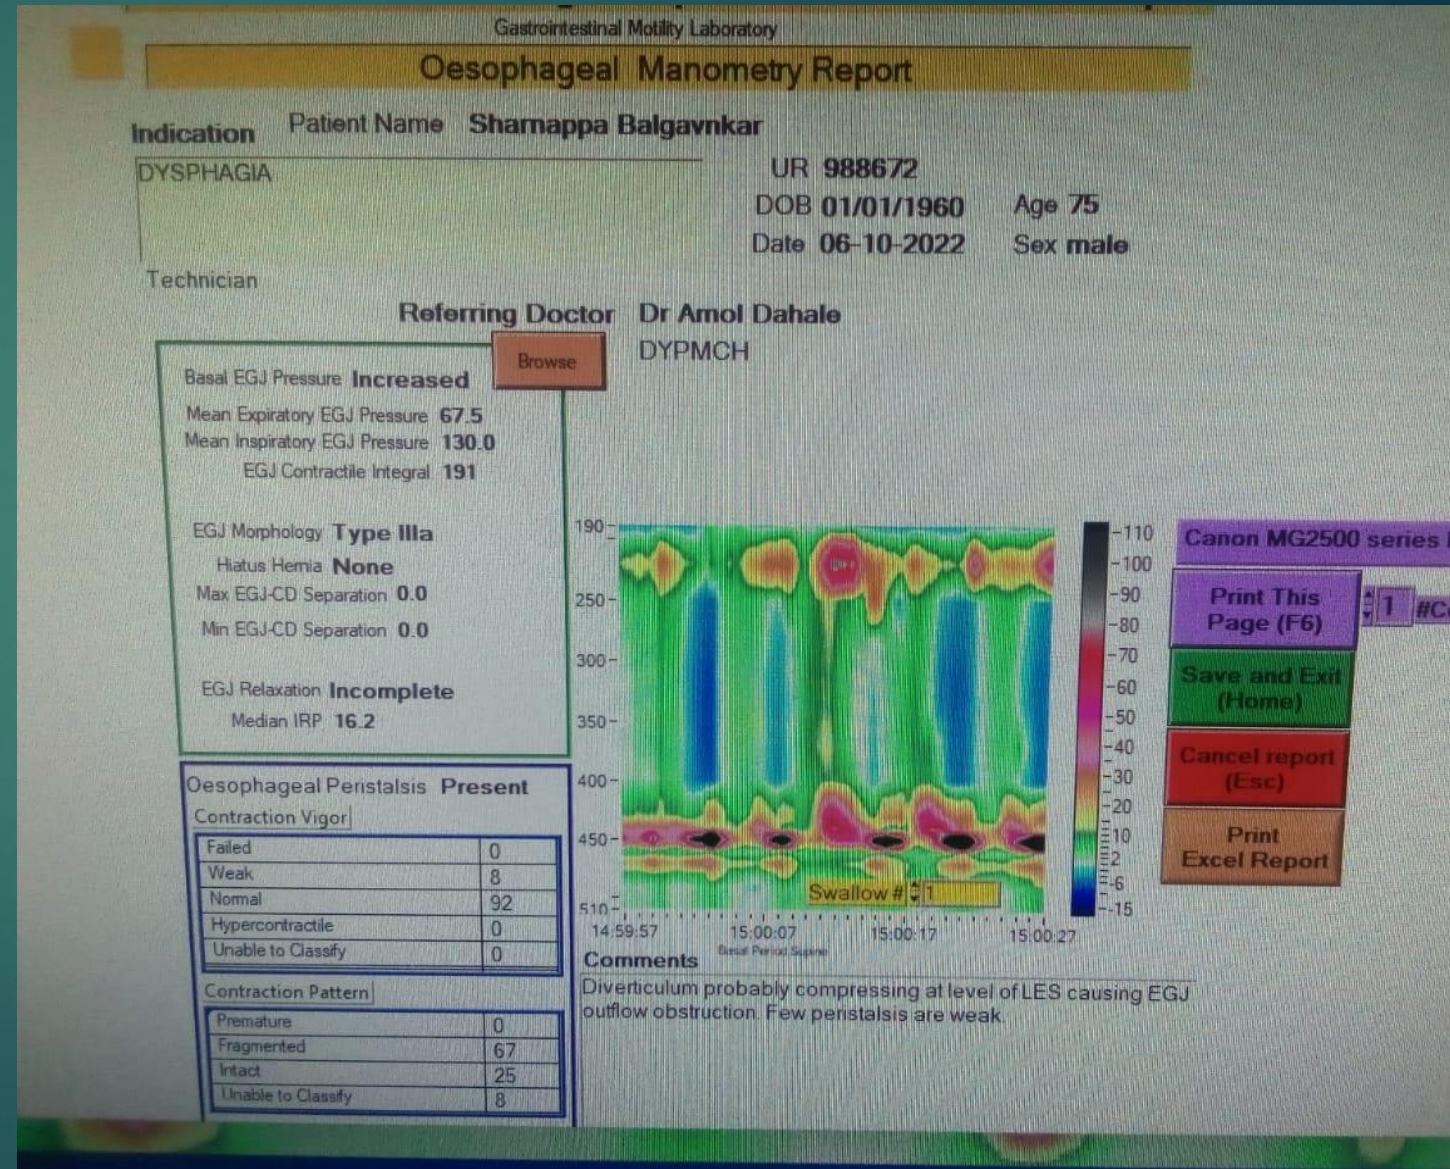 Gastrointestinal Motility Laboratory
Oesophageal Manometry Report
Indication
Patient Name Shamappa Balgavnkar
DYSPHAGIA
UR 988672
DOB 01/01/1960 Age 75
Date 06-10-2022 Sex male
Technician
Referring Doctor Dr Amol Dahale
DYPMCH
Browse
Basal EGJ Pressure Increased
Mean Expiratory EGJ Pressure 67.5
Mean Inspiratory EGJ Pressure 130.0
EGJ Contractile Integral 191
EGJ Morphology Type IIIa
Hiatus Hernia None
Max EGJ-CD Separation 0.0
Min EGJ-CD Separation 0.0
EGJ Relaxation Incomplete
Median IRP 16.2
Oesophageal Peristalsis Present
Contraction Vigor
Failed 0
Weak 8
Normal 92
Hypercontractile 0
Unable to Classify 0
Contraction Pattern
Premature 0
Fragmented 67
Intact 25
Unable to Classify 8
190
250
300
350
400
450
510
Swallow # 1
14:59:57 15:00:07 15:00:17 15:00:27
Basal Period Supine
-110
-100
-90
-80
-70
-60
-50
-40
-30
-20
10
2
-6
-15
Canon MG2500 series
Print This
Page (F6)
1 #Co
Save and Exit
(Home)
Cancel report
(Esc)
Print
Excel Report
Comments
Diverticulum probably compressing at level of LES causing EGJ
outflow obstruction. Few peristalsis are weak.